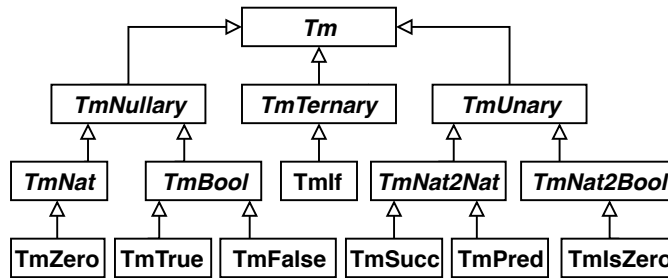 Tm
TmNullary TmTernary TmUnary
TmNat TmBool TmIf TmNat2Nat TmNat2Bool
TmZero TmTrue TmFalse TmSucc TmPred TmIsZero